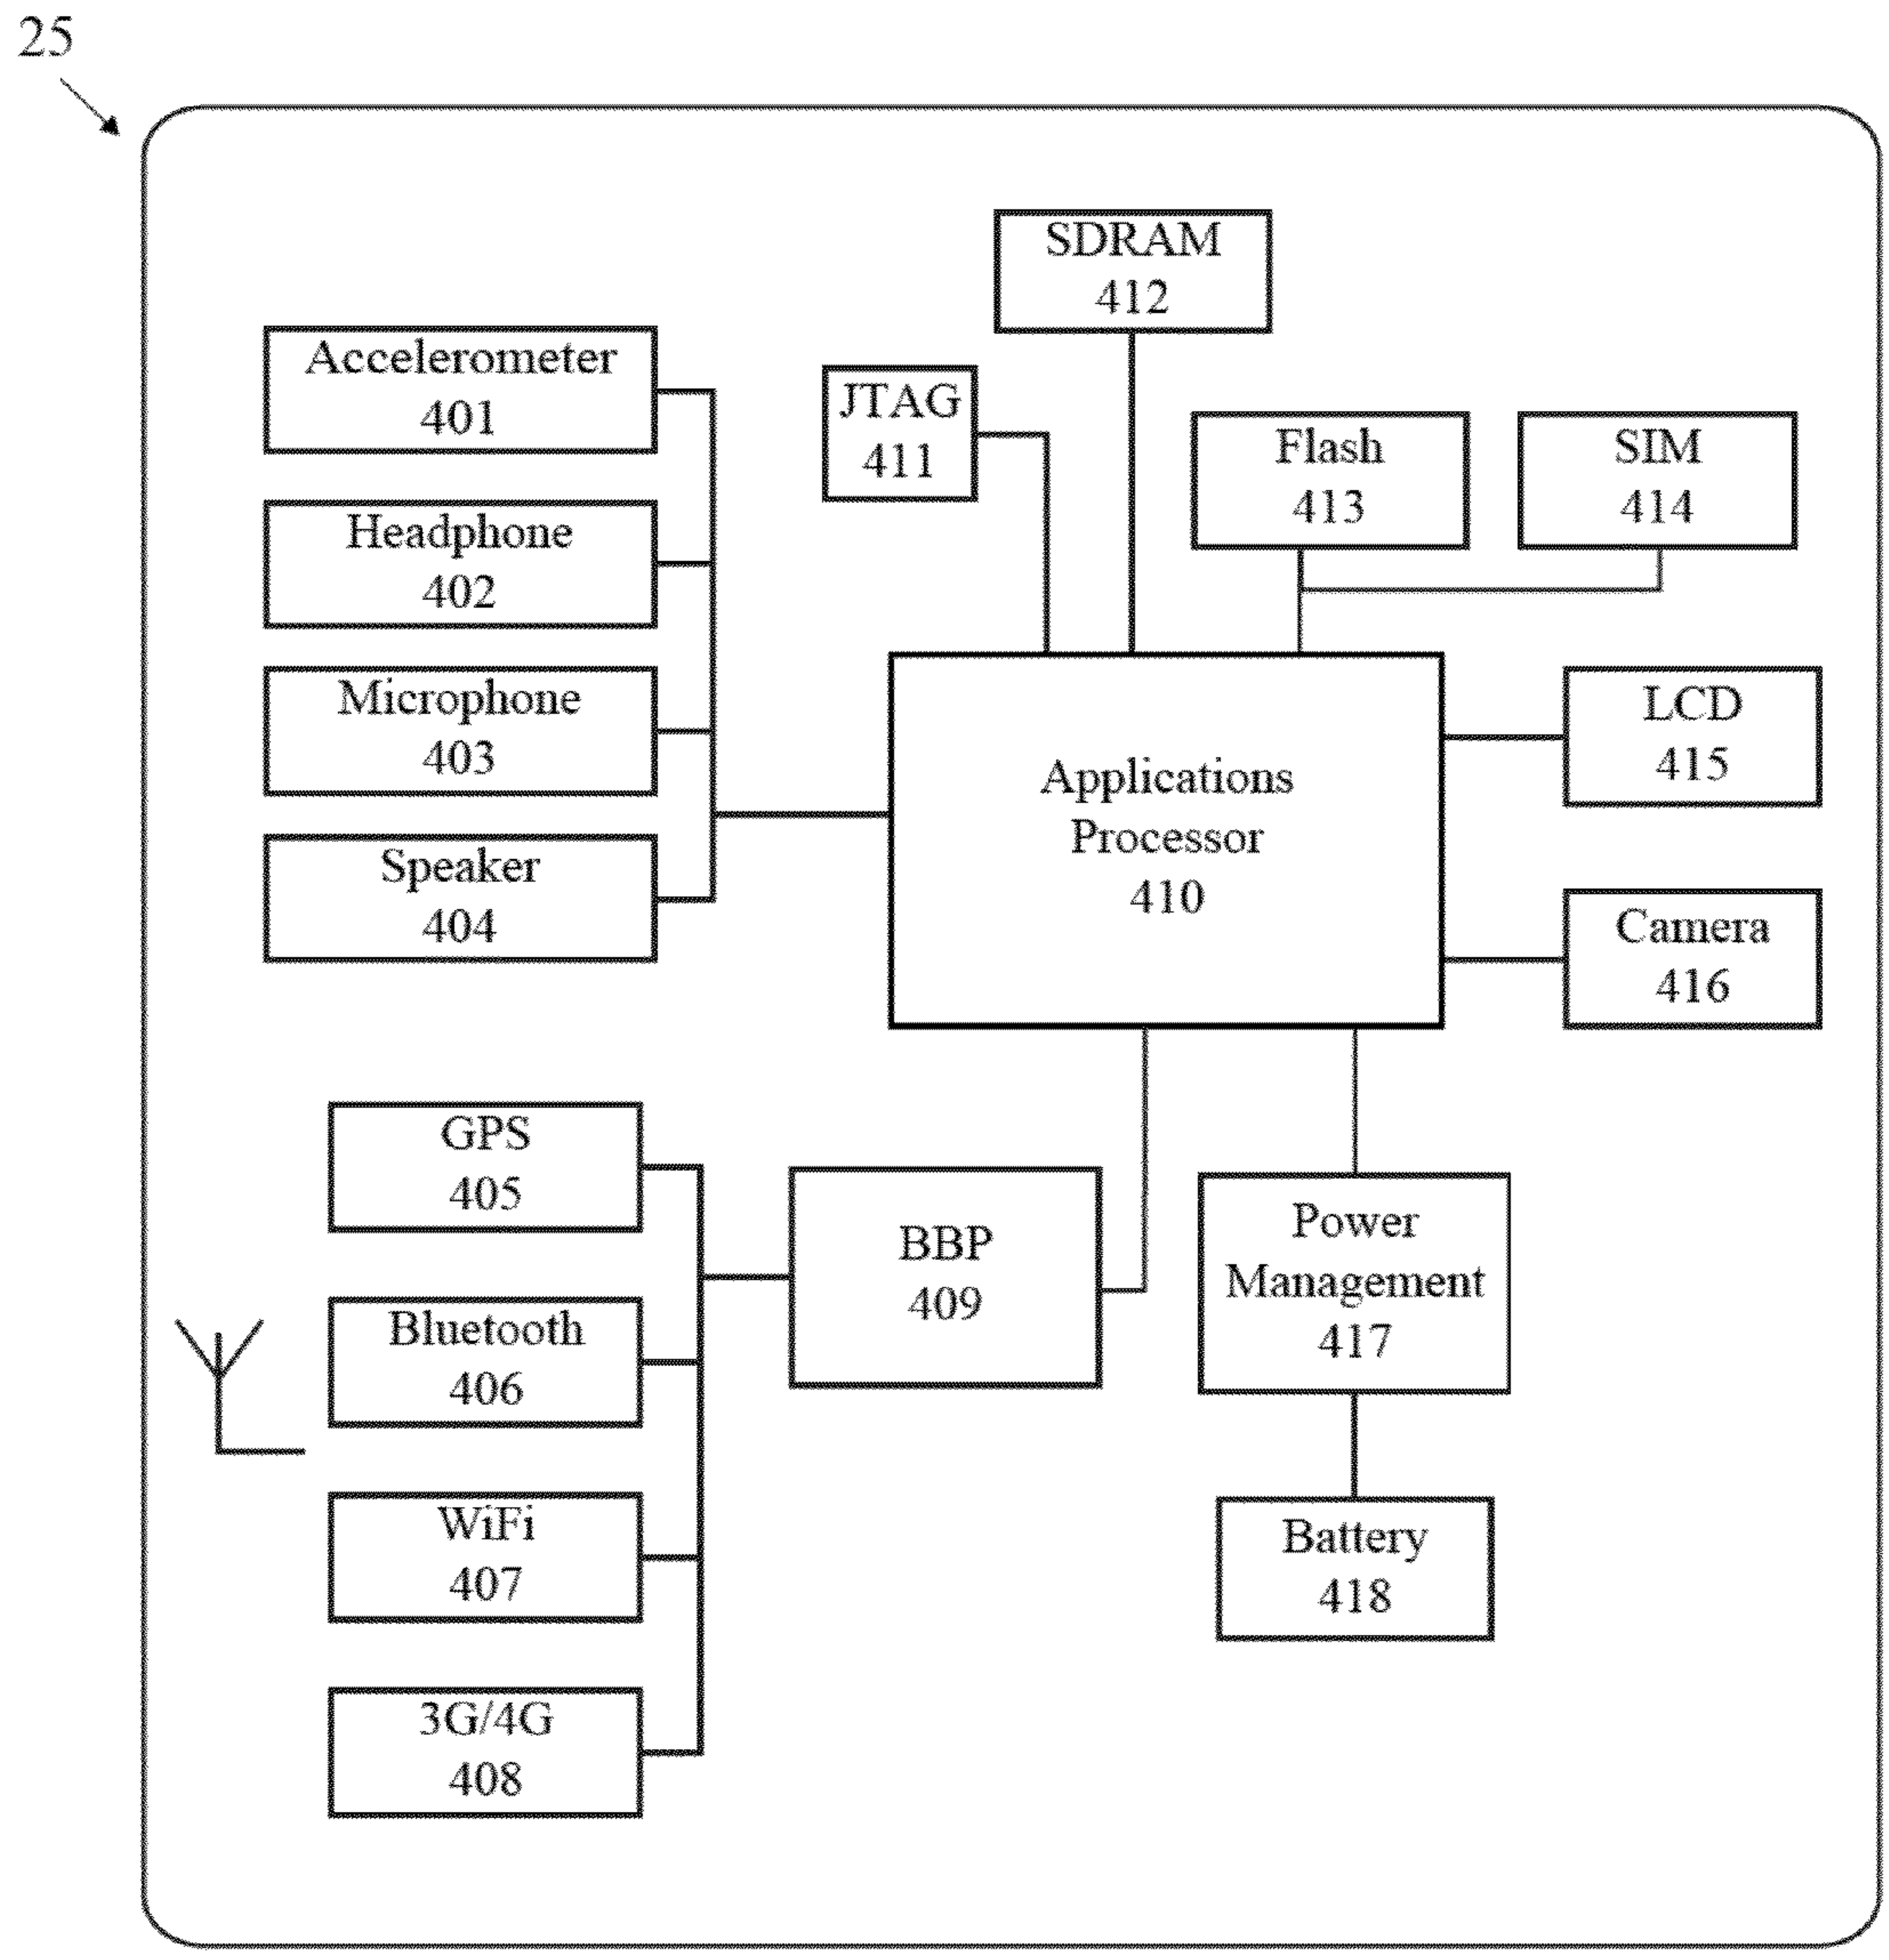 25
SDRAM
412
Accelerometer
401
JTAG
411
Flash
413
SIM
414
Headphone
402
Microphone
403
LCD
415
Applications
Processor
410
Speaker
404
Camera
416
GPS
405
BBP
409
Power
Management
417
Bluetooth
406
WiFi
407
Battery
418
3G/4G
408